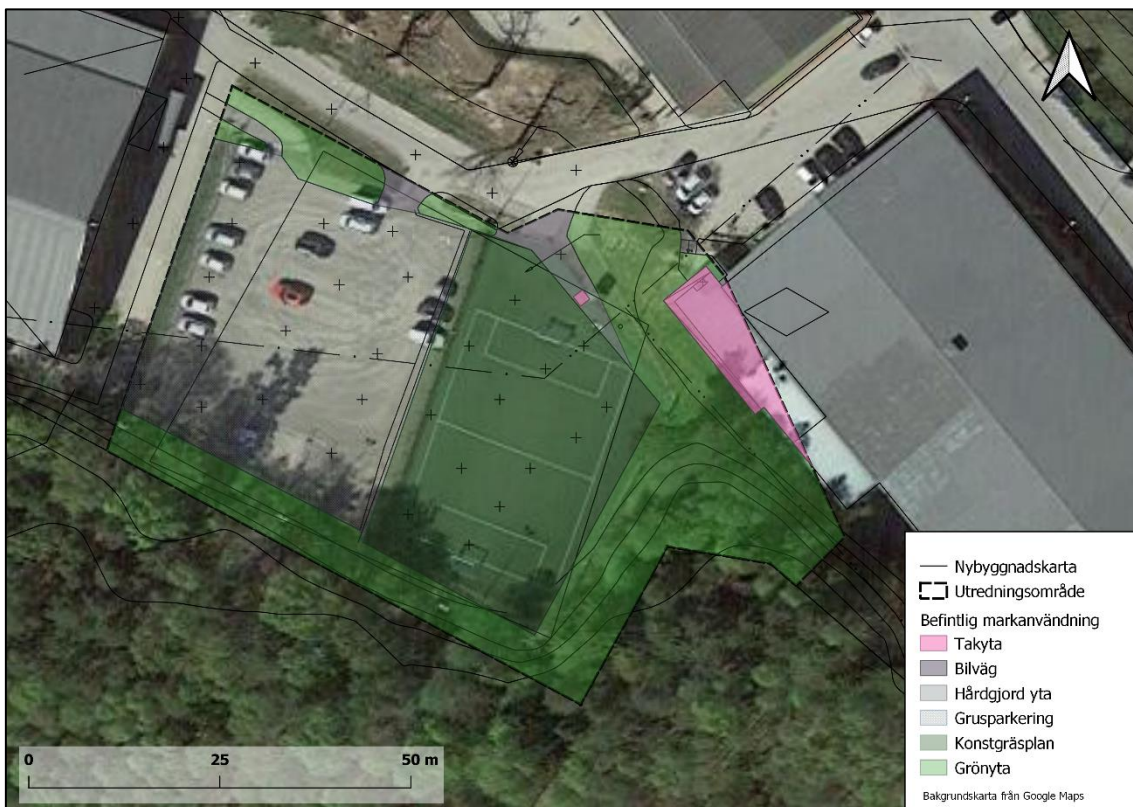 Nybyggnadskarta
Utredningsområde
Befintlig markanvändning
Takyta
Bilväg
Hårdgjord yta
Grusparkering
Konstgräsplan
Grönyta
Bakgrundskarta från Google Maps
0 25 50 m